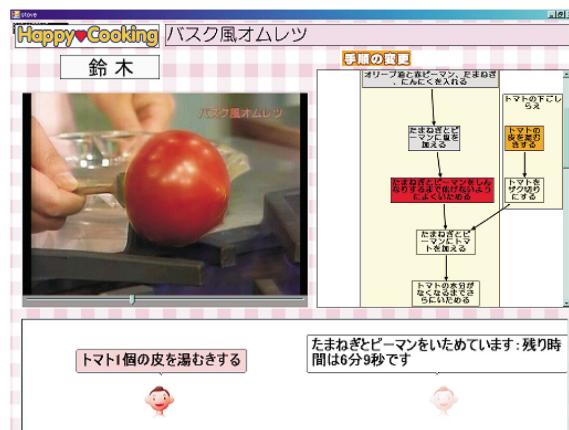 stove
Happy♥Cooking
バスク風オムレツ
鈴木
手順の変更
バスク風オムレツ
オリーブ油と赤ピーマン、たまねぎ
、にんにくを入れる
トマトの下ごし
らえ
たまねぎとピ
ーマンに塩を
加える
トマトの
皮を湯む
きする
たまねぎとピーマンをしん
なりするまで焦げないよう
によくいためる
トマトを
ザク切り
にする
たまねぎとピ
ーマンにトマ
トを加える
トマトの水分が
なくなるまでさ
らにいためる
トマト1個の皮を湯むきする
たまねぎとピーマンをいためています:残り時
間は6分9秒です